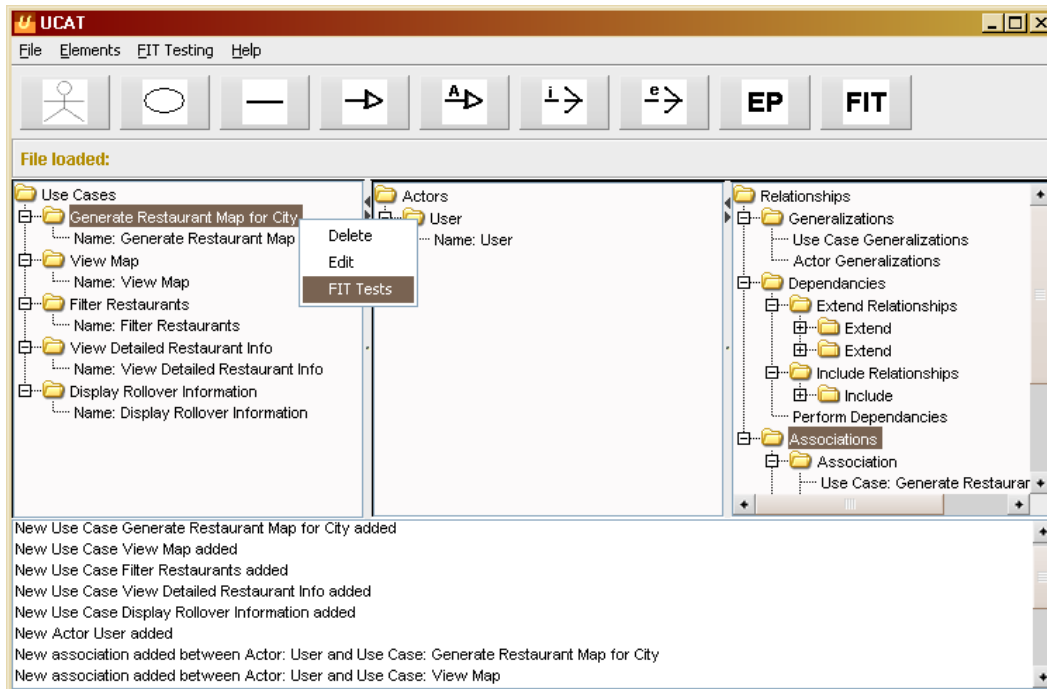 UCAT
File Elements FIT Testing Help
A i e EP FIT
File loaded:
Use Cases
Generate Restaurant Map for City
Name: Generate Restaurant Map
View Map
Name: View Map
Filter Restaurants
Name: Filter Restaurants
View Detailed Restaurant Info
Name: View Detailed Restaurant Info
Display Rollover Information
Name: Display Rollover Information
Delete
Edit
FIT Tests
Actors
User
Name: User
Relationships
Generalizations
Use Case Generalizations
Actor Generalizations
Dependancies
Extend Relationships
Extend
Extend
Include Relationships
Include
Perform Dependancies
Associations
Association
Use Case: Generate Restaurar
New Use Case Generate Restaurant Map for City added
New Use Case View Map added
New Use Case Filter Restaurants added
New Use Case View Detailed Restaurant Info added
New Use Case Display Rollover Information added
New Actor User added
New association added between Actor: User and Use Case: Generate Restaurant Map for City
New association added between Actor: User and Use Case: View Map